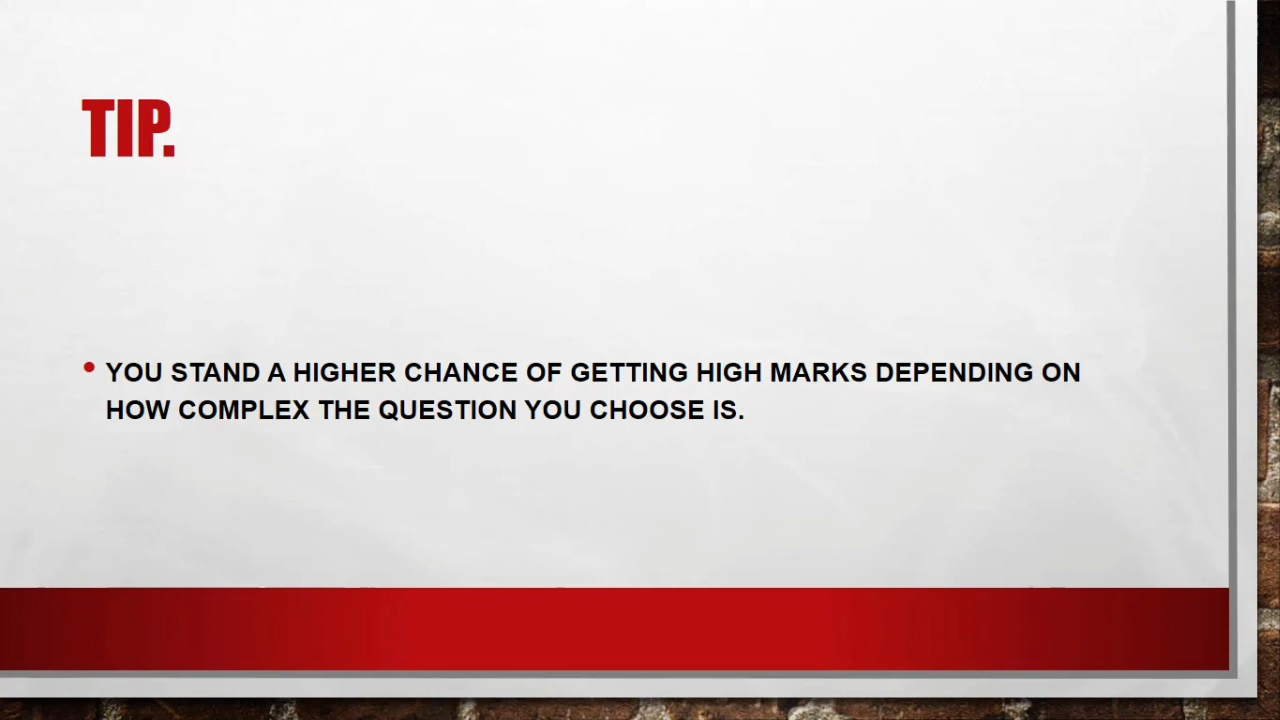 TIP.
• YOU STAND A HIGHER CHANCE OF GETTING HIGH MARKS DEPENDING ON
HOW COMPLEX THE QUESTION YOU CHOOSE IS.